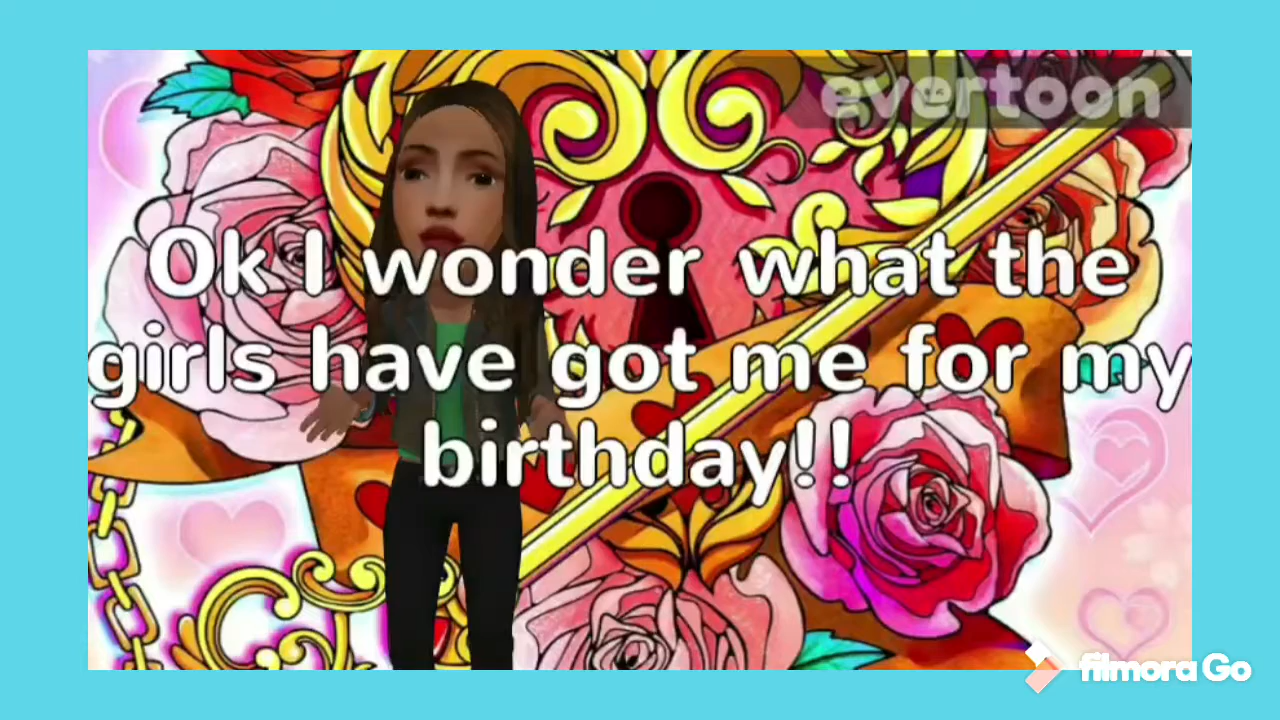 evertoon
Ok I wonder what the
girls have got me for my
birthday!!
filmora Go